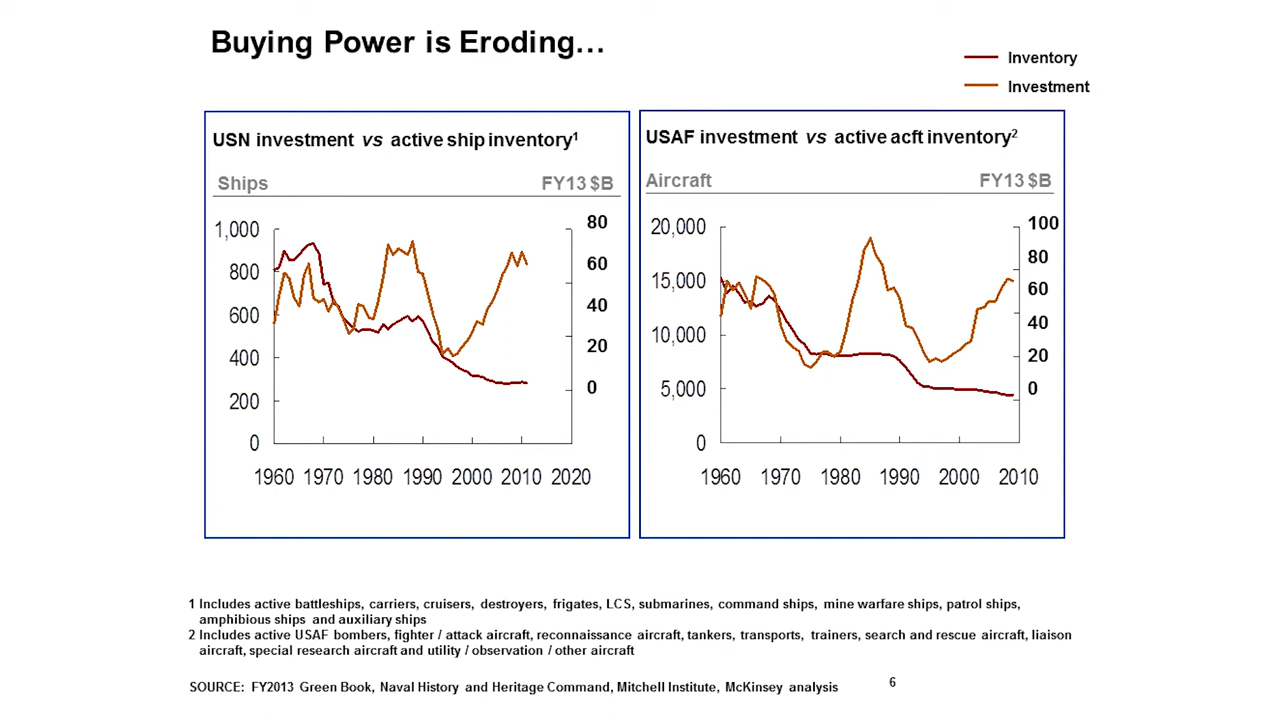 Buying Power is Eroding…
Inventory
Investment
USN investment vs active ship inventory1
Ships FY13 $B
1,000
800
600
400
200
0
80
60
40
20
0
1960 1970 1980 1990 2000 2010 2020
USAF investment vs active acft inventory2
Aircraft FY13 $B
20,000
15,000
10,000
5,000
0
100
80
60
40
20
0
1960 1970 1980 1990 2000 2010
1 Includes active battleships, carriers, cruisers, destroyers, frigates, LCS, submarines, command ships, mine warfare ships, patrol ships,
amphibious ships and auxiliary ships
2 Includes active USAF bombers, fighter / attack aircraft, reconnaissance aircraft, tankers, transports, trainers, search and rescue aircraft, liaison
aircraft, special research aircraft and utility / observation / other aircraft
SOURCE: FY2013 Green Book, Naval History and Heritage Command, Mitchell Institute, McKinsey analysis
6